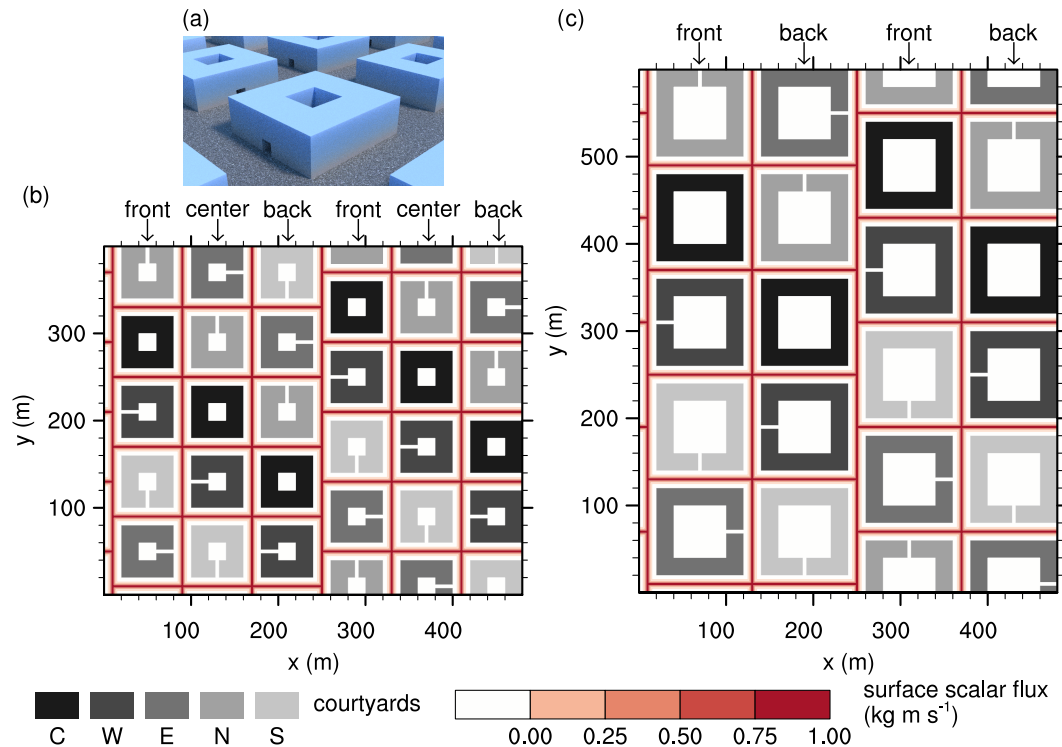 (a)
(c)
front back front back
(b)
front center back front center back
500
400
300
200
100
y (m)
100 200 300 400
x (m)
300
200
100
y (m)
100 200 300 400
x (m)
courtyards
C W E N S
surface scalar flux
(kg m s⁻¹)
0.00 0.25 0.50 0.75 1.00